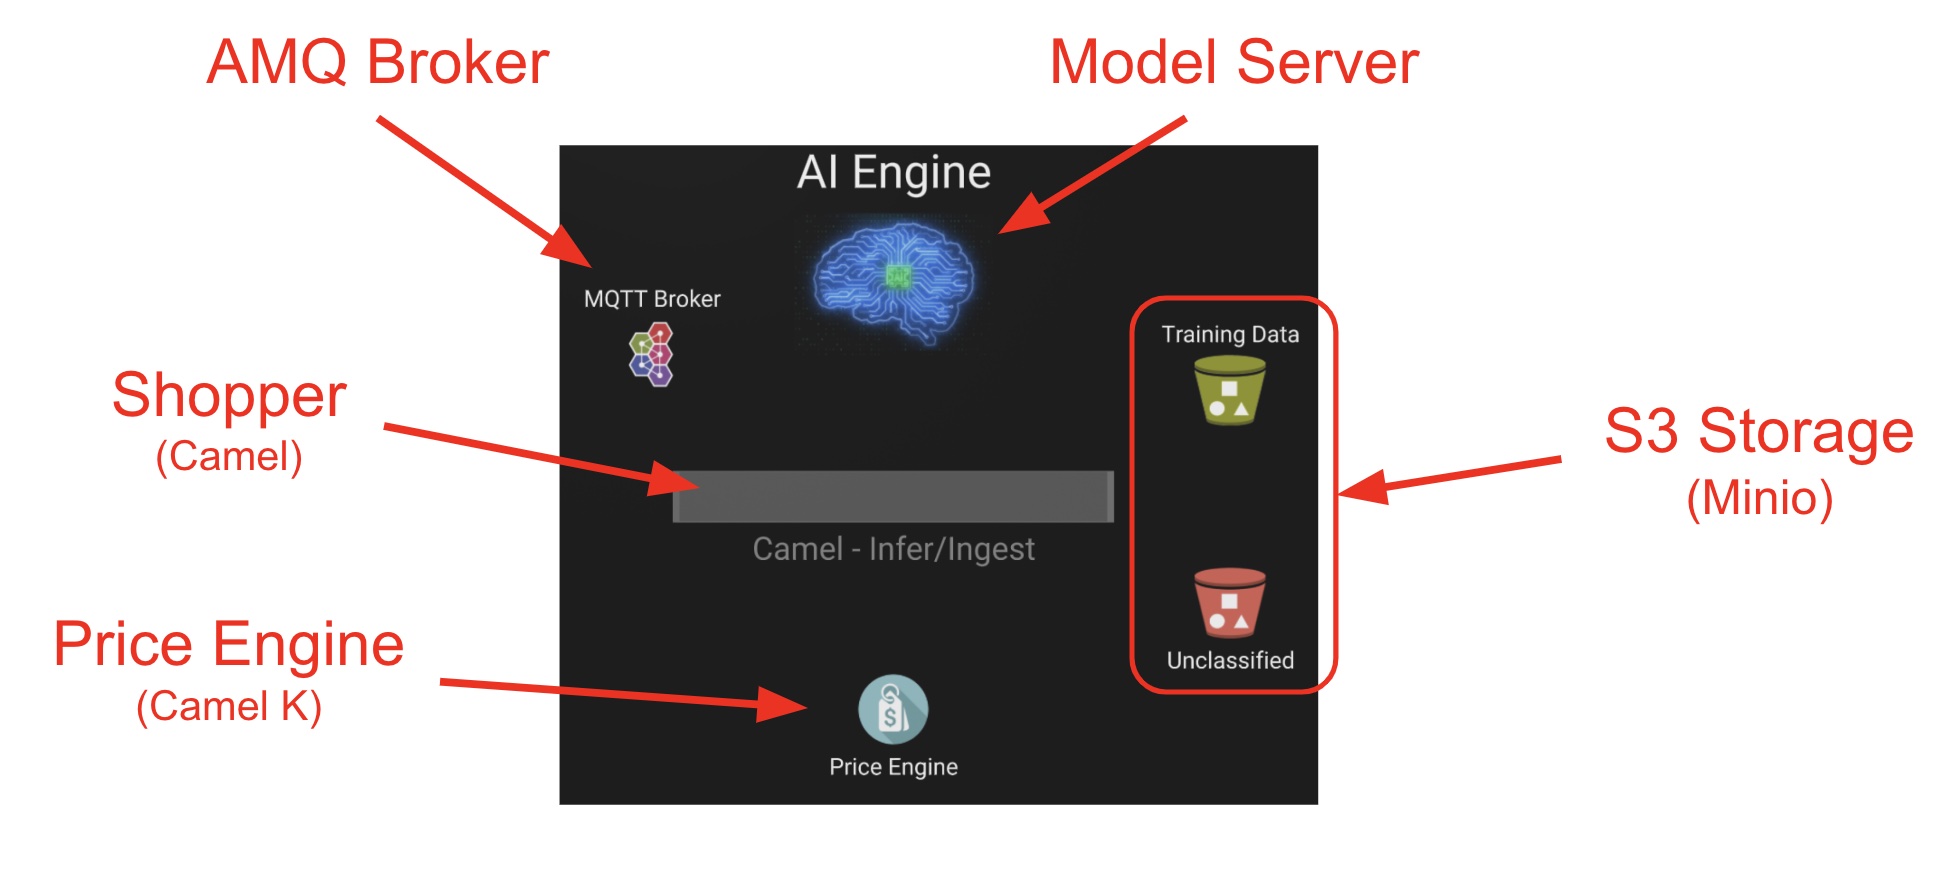 AMQ Broker
Model Server
AI Engine
MQTT Broker
Training Data
Shopper
(Camel)
S3 Storage
(Minio)
Camel - Infer/Ingest
Price Engine
(Camel K)
Unclassified
$
Price Engine